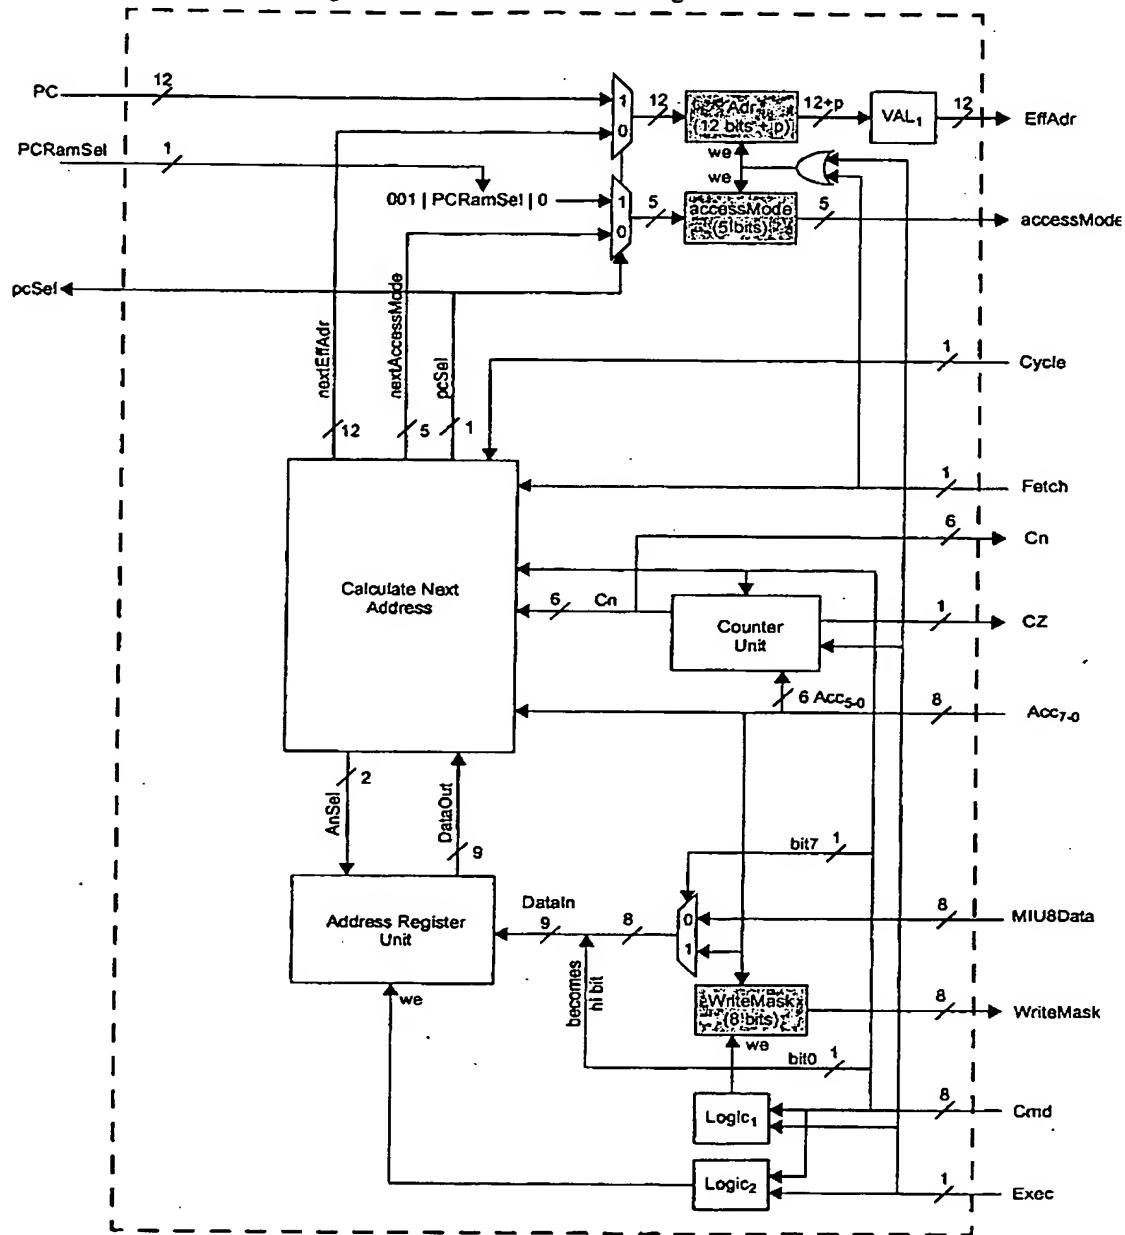 PC
12
1
0
12
Adr
(12 bits + p)
12+p
VAL1
12
EffAdr
PCRamSel
1
we
we
001 | PCRamSel | 0
1
0
5
accessMode
(5 bits)
5
accessMode
pcSel
nextEffAdr
nextAccessMode
pcSel
12
5
1
1
Cycle
1
Fetch
6
Cn
Calculate Next
Address
6
Cn
Counter
Unit
1
CZ
6 Acc5-0
8
Acc7-0
AnSel
2
DataOut
9
bit7
1
Address Register
Unit
DataIn
9
8
0
1
8
MIU8Data
becomes
hi bit
we
WriteMask
(8 bits)
8
WriteMask
we
bit0
1
Logic1
8
Cmd
Logic2
1
Exec